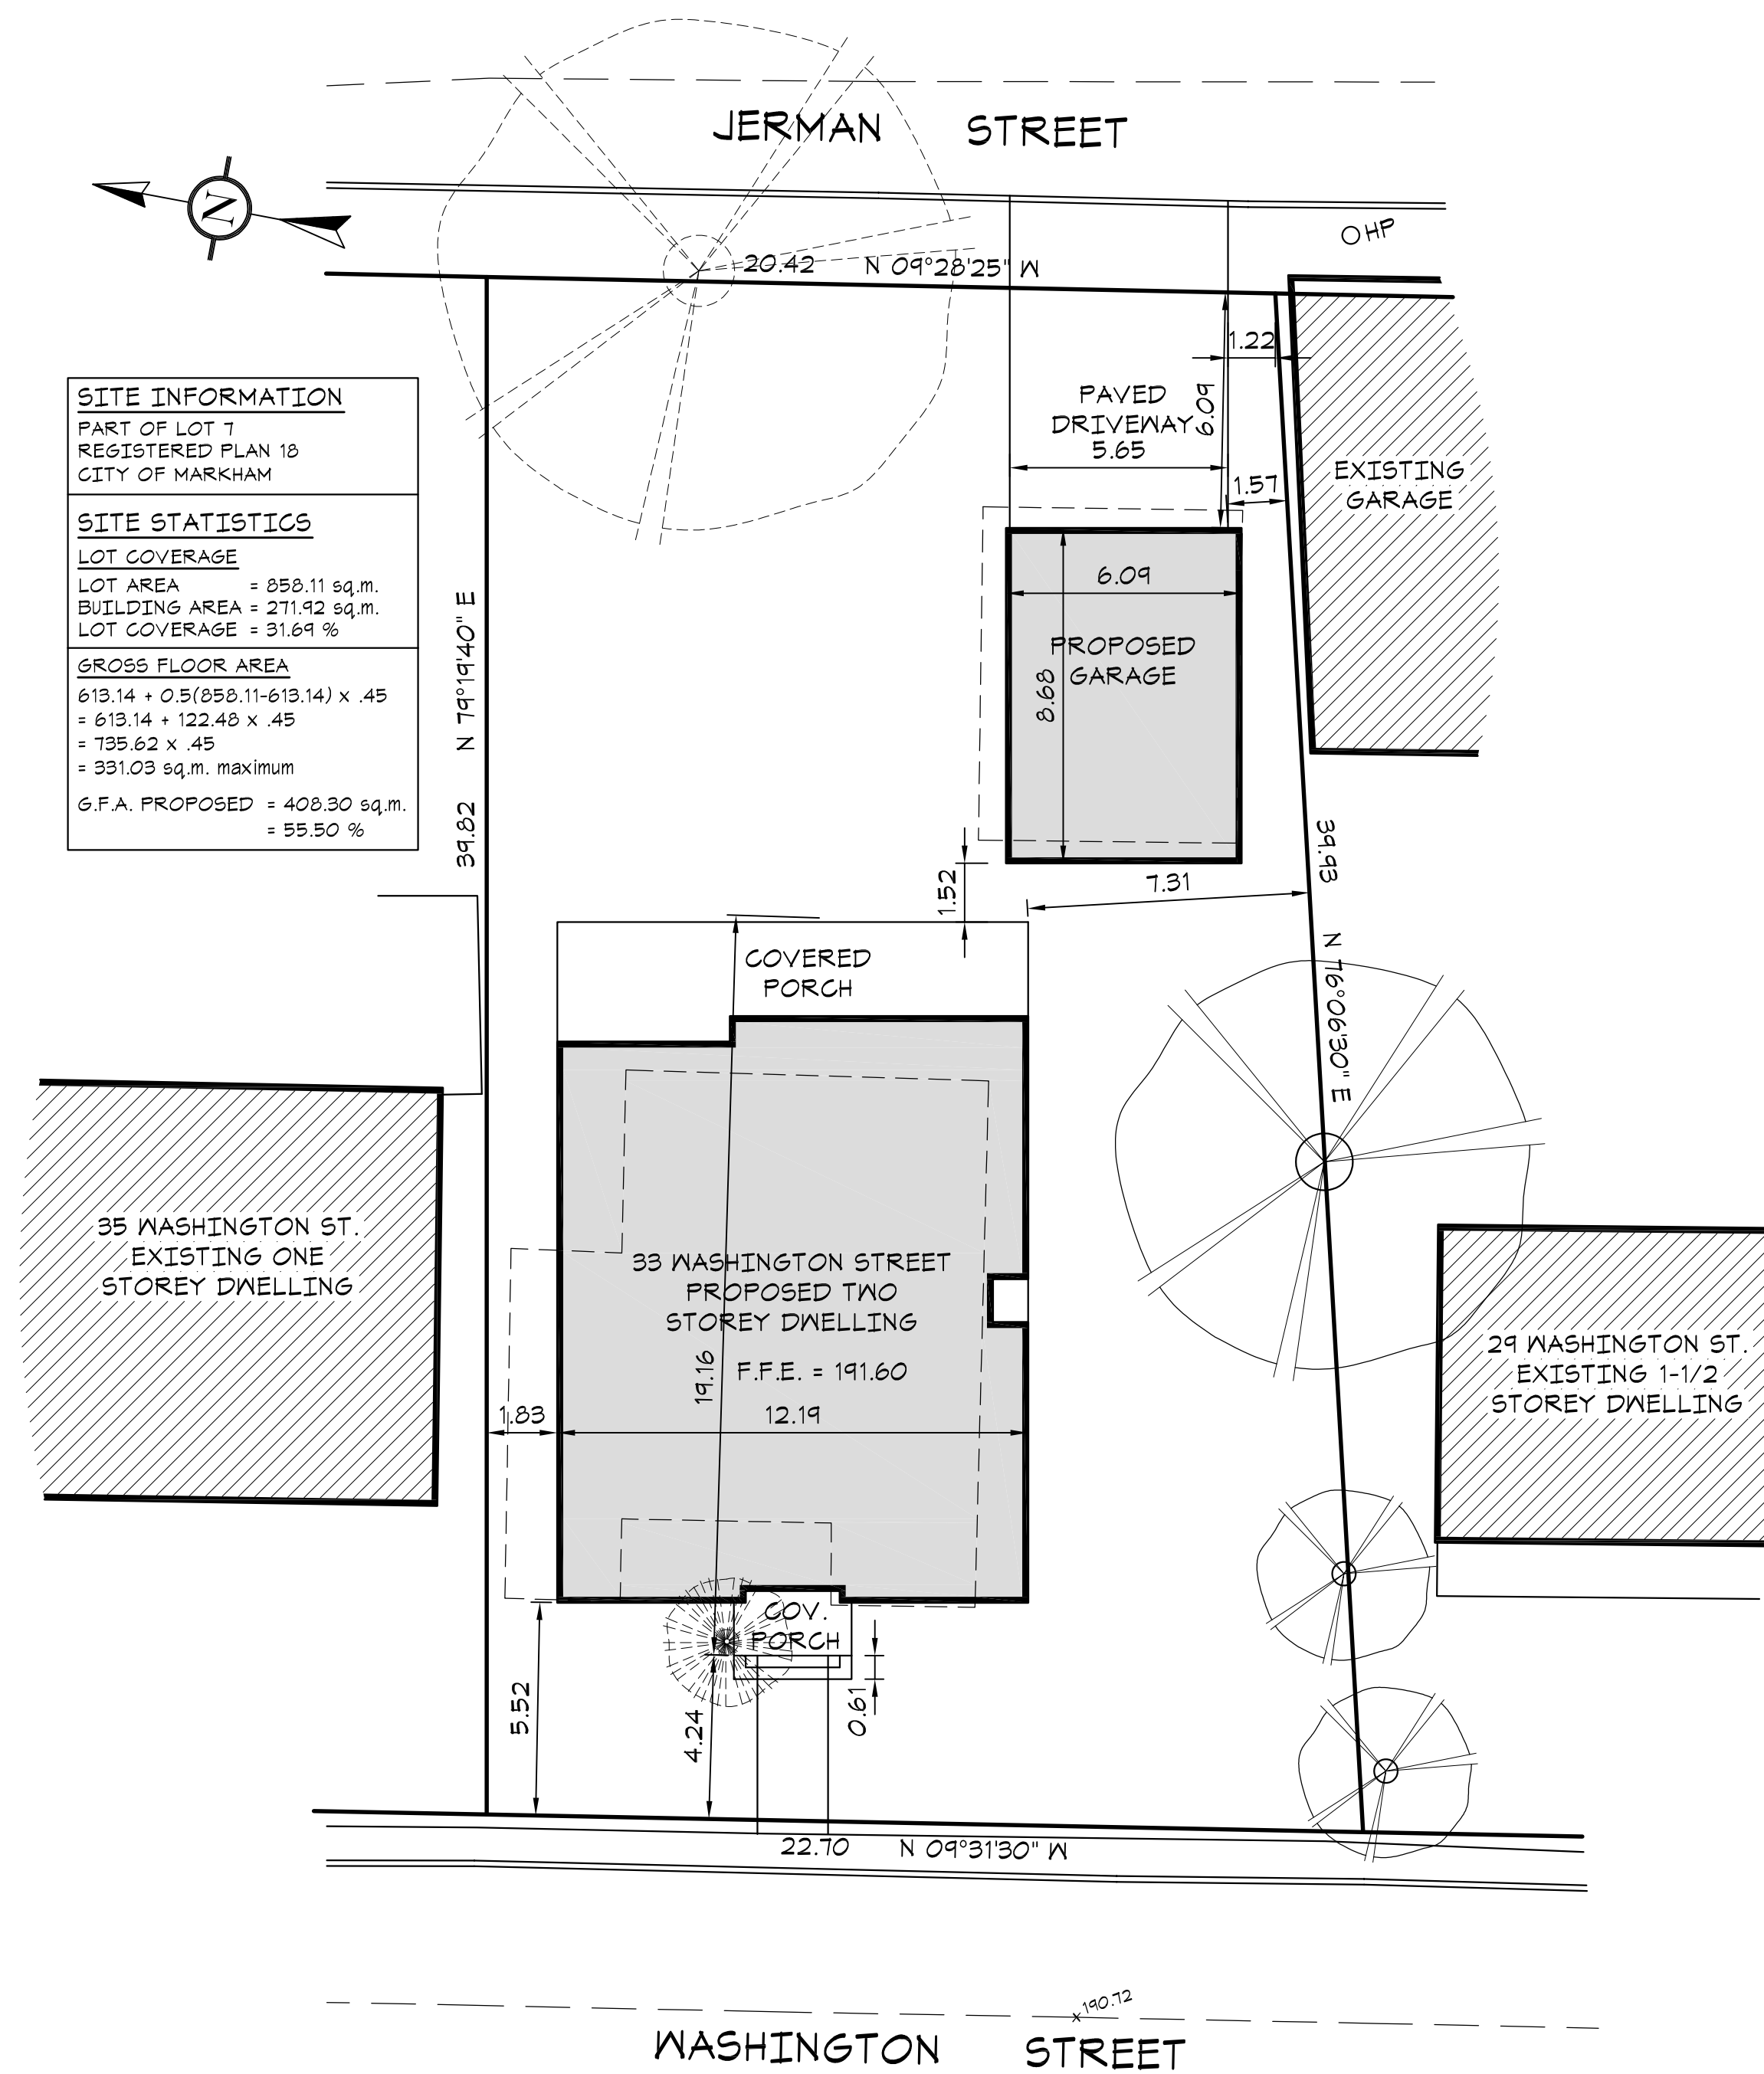 JERMAN STREET
N
HP
20.42 N 09°28'25" W
1.22
SITE INFORMATION
PART OF LOT 7
REGISTERED PLAN 18
CITY OF MARKHAM
SITE STATISTICS
LOT COVERAGE
LOT AREA = 858.11 sq.m.
BUILDING AREA = 271.92 sq.m.
LOT COVERAGE = 31.69 %
GROSS FLOOR AREA
613.14 + 0.5(858.11-613.14) x .45
= 613.14 + 122.48 x .45
= 735.62 x .45
= 331.03 sq.m. maximum
G.F.A. PROPOSED = 408.30 sq.m.
= 55.50 %
PAVED
DRIVEWAY
5.65
6.09
1.57
EXISTING
GARAGE
6.09
PROPOSED
GARAGE
8.68
39.82 N 79°19'40" E
39.93 N 76°06'30" E
1.52
7.31
COVERED
PORCH
35 WASHINGTON ST.
EXISTING ONE
STOREY DWELLING
33 WASHINGTON STREET
PROPOSED TWO
STOREY DWELLING
F.F.E. = 191.60
19.16
1.83
12.19
29 WASHINGTON ST.
EXISTING 1-1/2
STOREY DWELLING
COV.
PORCH
5.52
4.24
0.61
22.70 N 09°31'30" W
x 190.72
WASHINGTON STREET